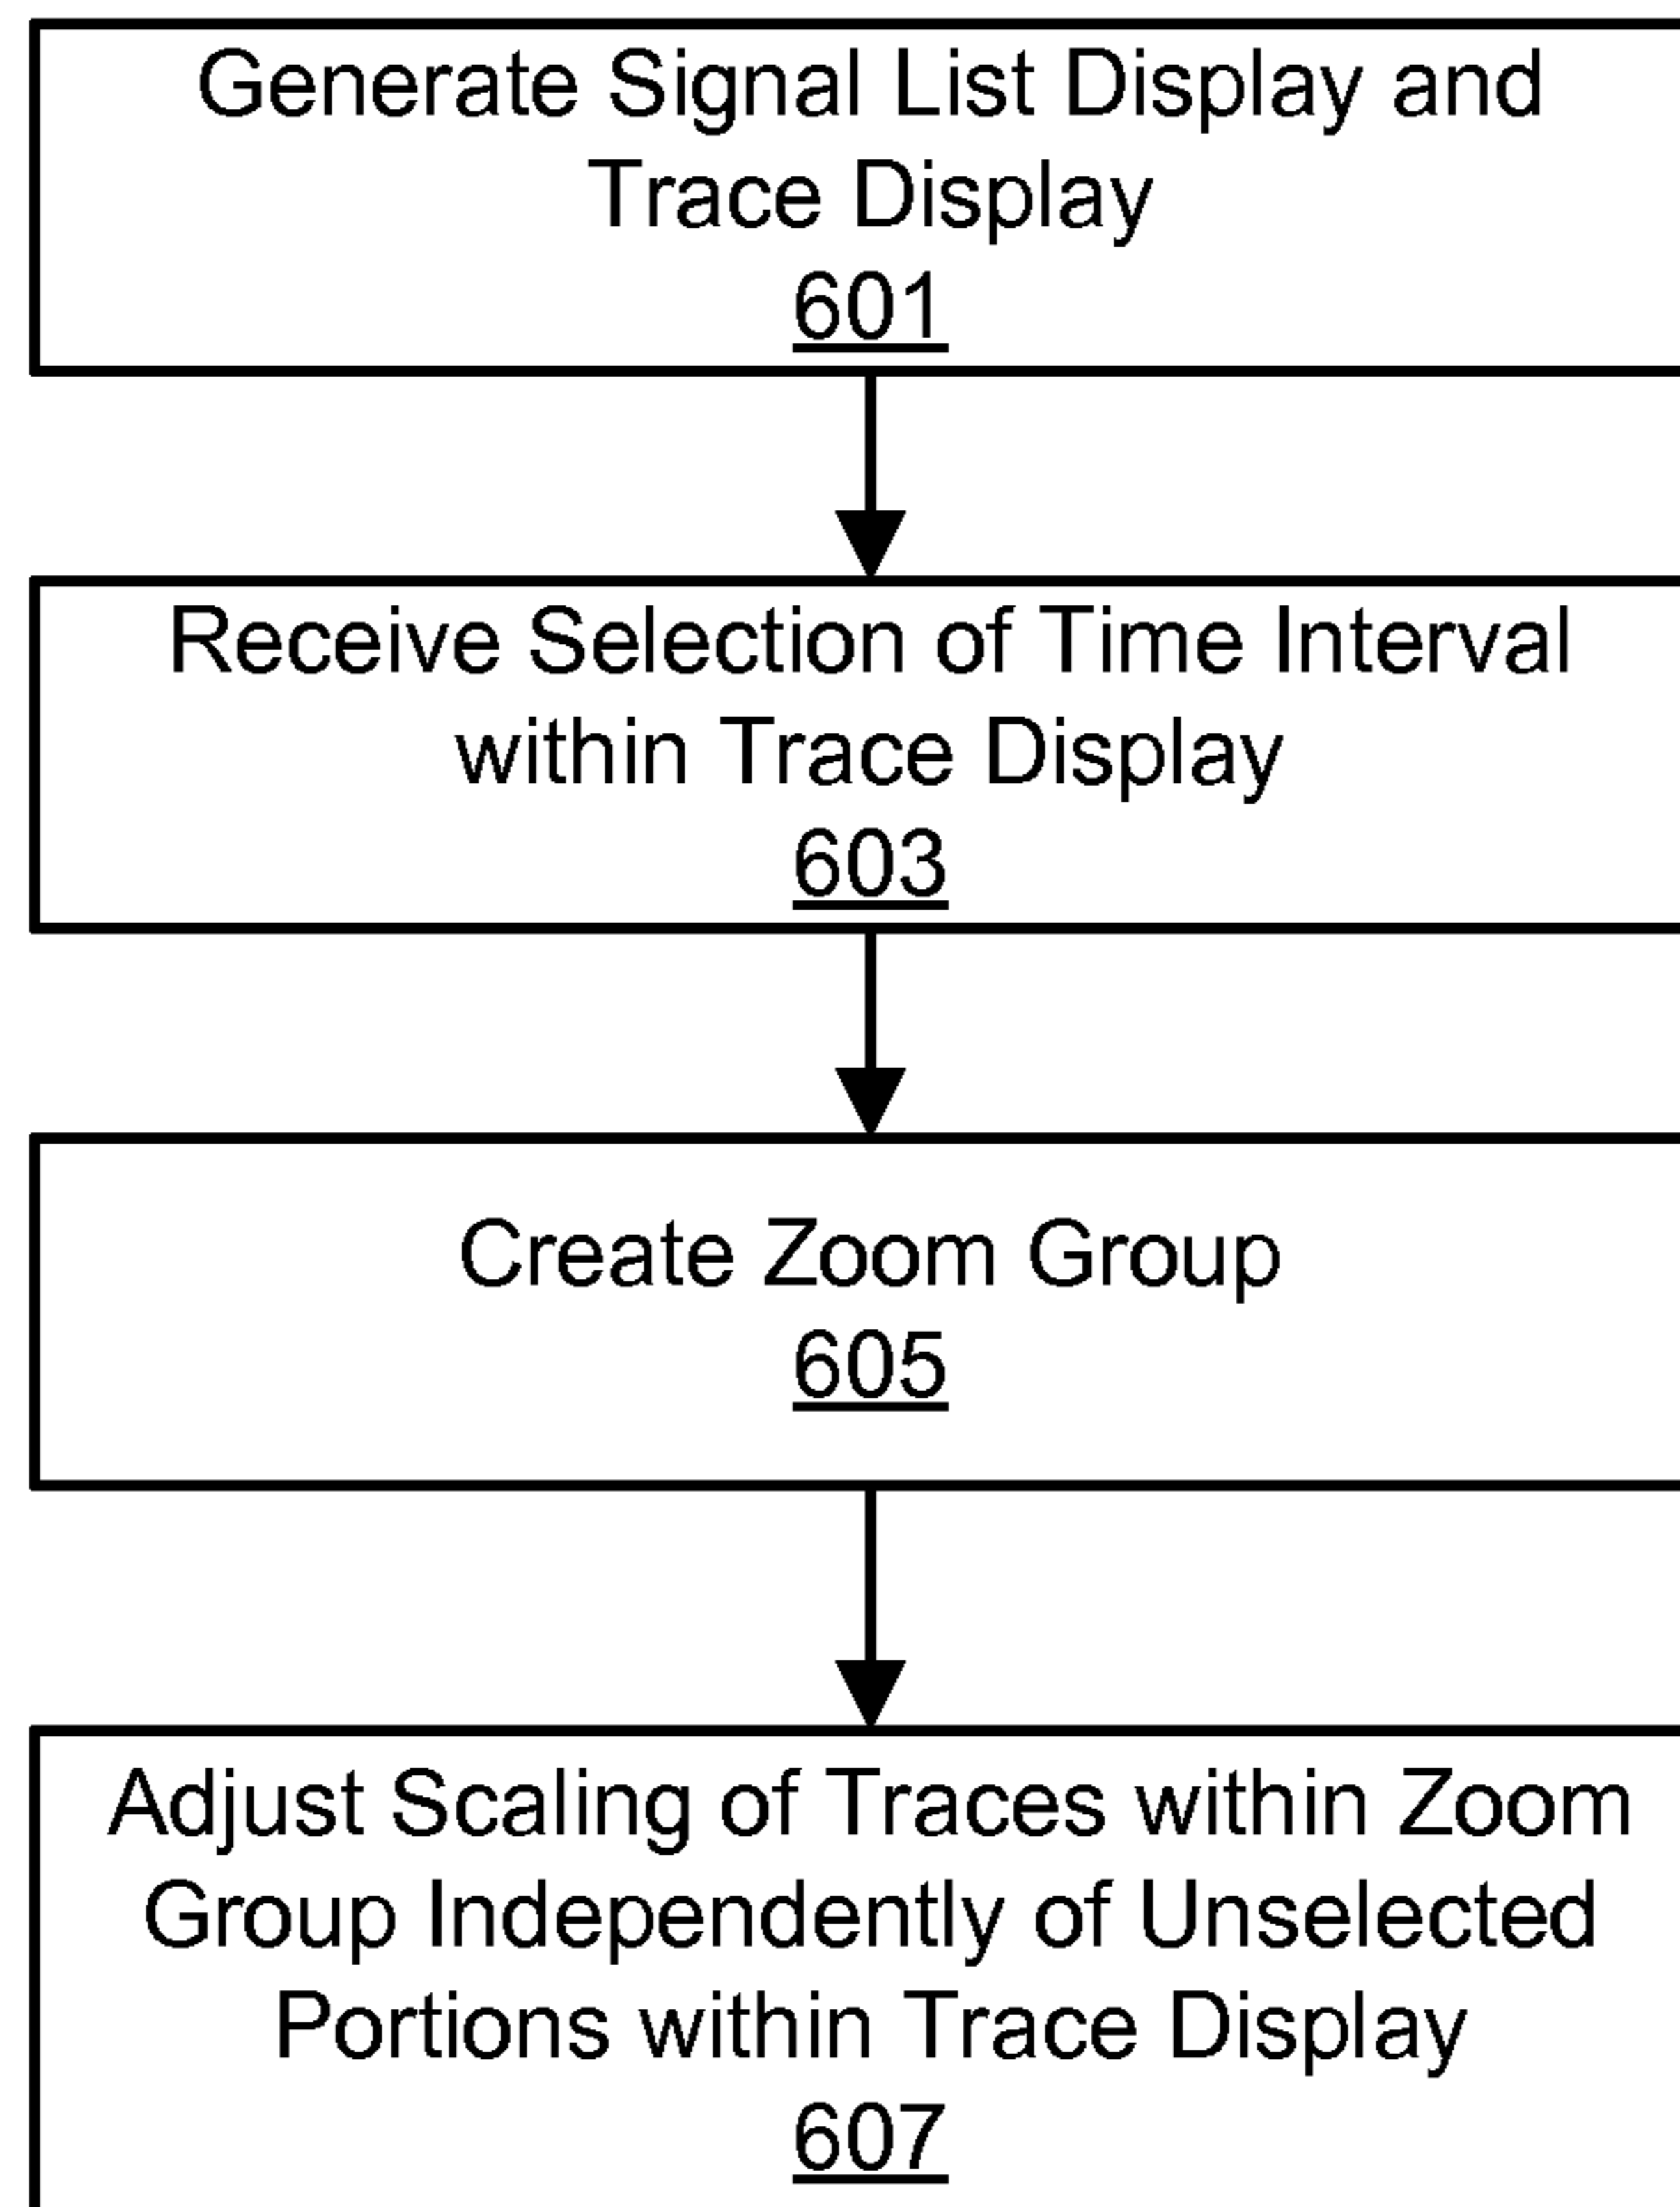 Generate Signal List Display and
Trace Display
601
Receive Selection of Time Interval
within Trace Display
603
Create Zoom Group
605
Adjust Scaling of Traces within Zoom
Group Independently of Unselected
Portions within Trace Display
607